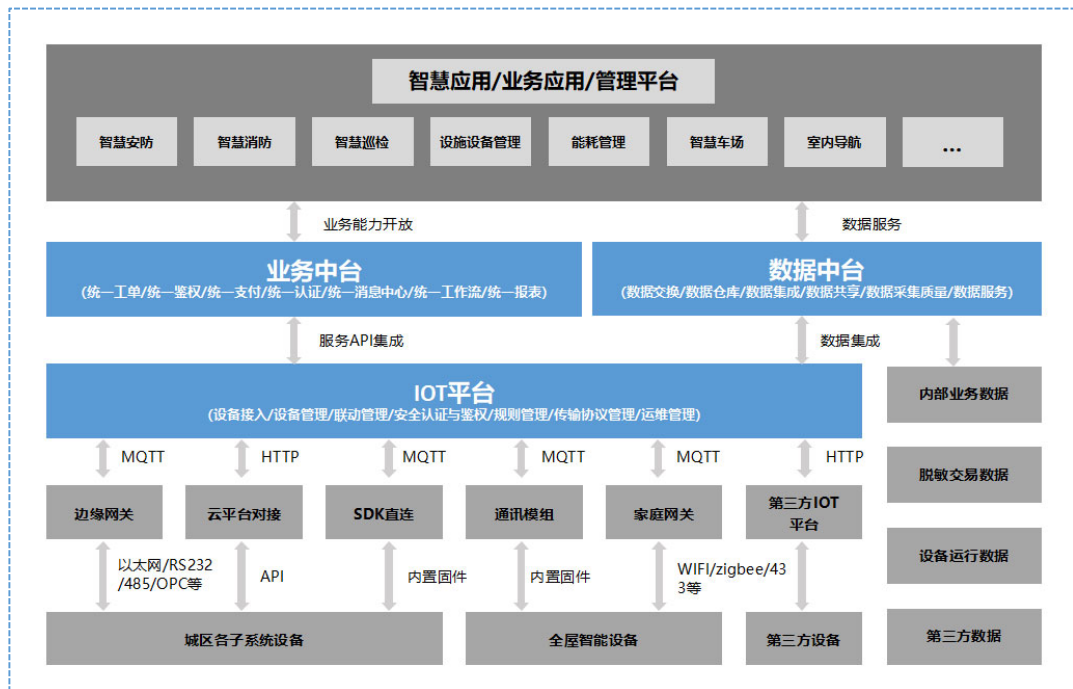 智慧应用/业务应用/管理平台
智慧安防
智慧消防
智慧巡检
设施设备管理
能耗管理
智慧车场
室内导航
...
业务能力开放
数据服务
业务中台
(统一工单/统一鉴权/统一支付/统一认证/统一消息中心/统一工作流/统一报表)
数据中台
(数据交换/数据仓库/数据集成/数据共享/数据采集质量/数据服务)
服务API集成
数据集成
IOT平台
(设备接入/设备管理/联动管理/安全认证与鉴权/规则管理/传输协议管理/运维管理)
内部业务数据
MQTT
HTTP
MQTT
MQTT
MQTT
HTTP
脱敏交易数据
边缘网关
云平台对接
SDK直连
通讯模组
家庭网关
第三方IOT
平台
设备运行数据
以太网/RS232
/485/OPC等
API
内置固件
内置固件
WIFI/zigbee/43
3等
城区各子系统设备
全屋智能设备
第三方设备
第三方数据